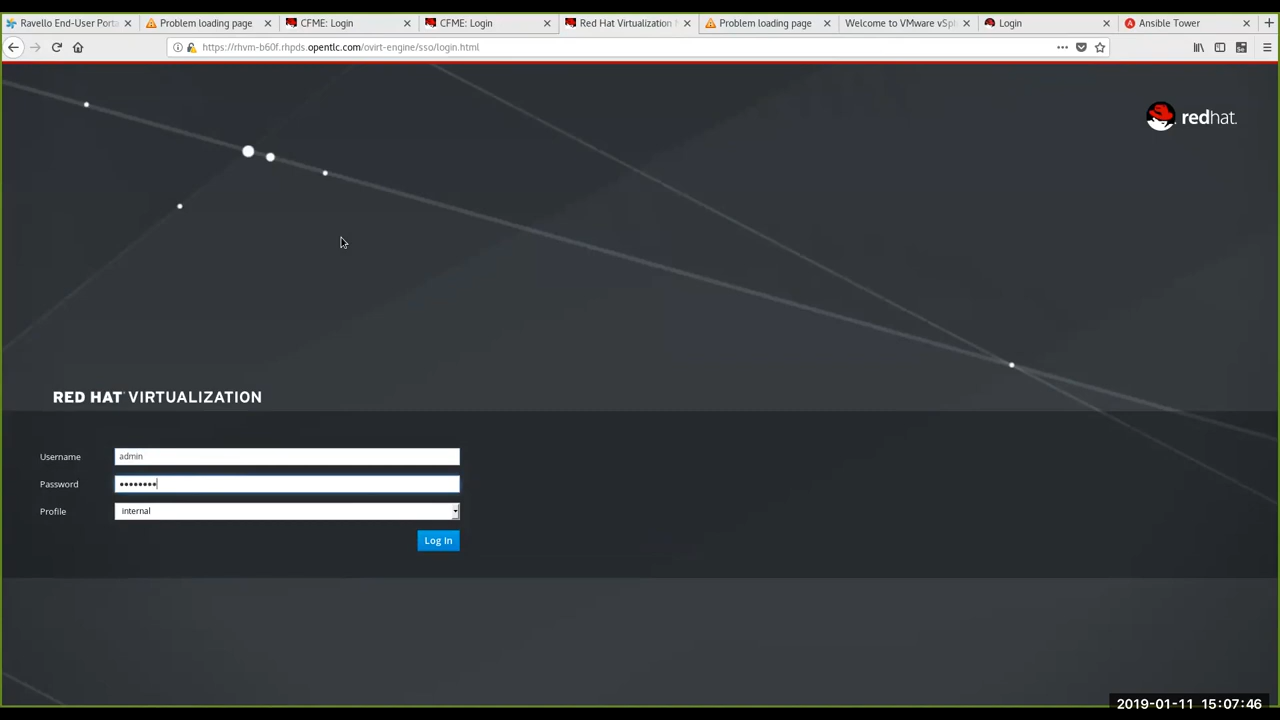 Ravello End-User Porta
Problem loading page
CFME: Login
CFME: Login
Red Hat Virtualization
Problem loading page
Welcome to VMware vSp
Login
Ansible Tower
https://rhvm-b60f.rhpds.opentlc.com/ovirt-engine/sso/login.html
redhat.
RED HAT VIRTUALIZATION
Username admin
Password ••••••••
Profile internal
Log In
2019-01-11 15:07:46